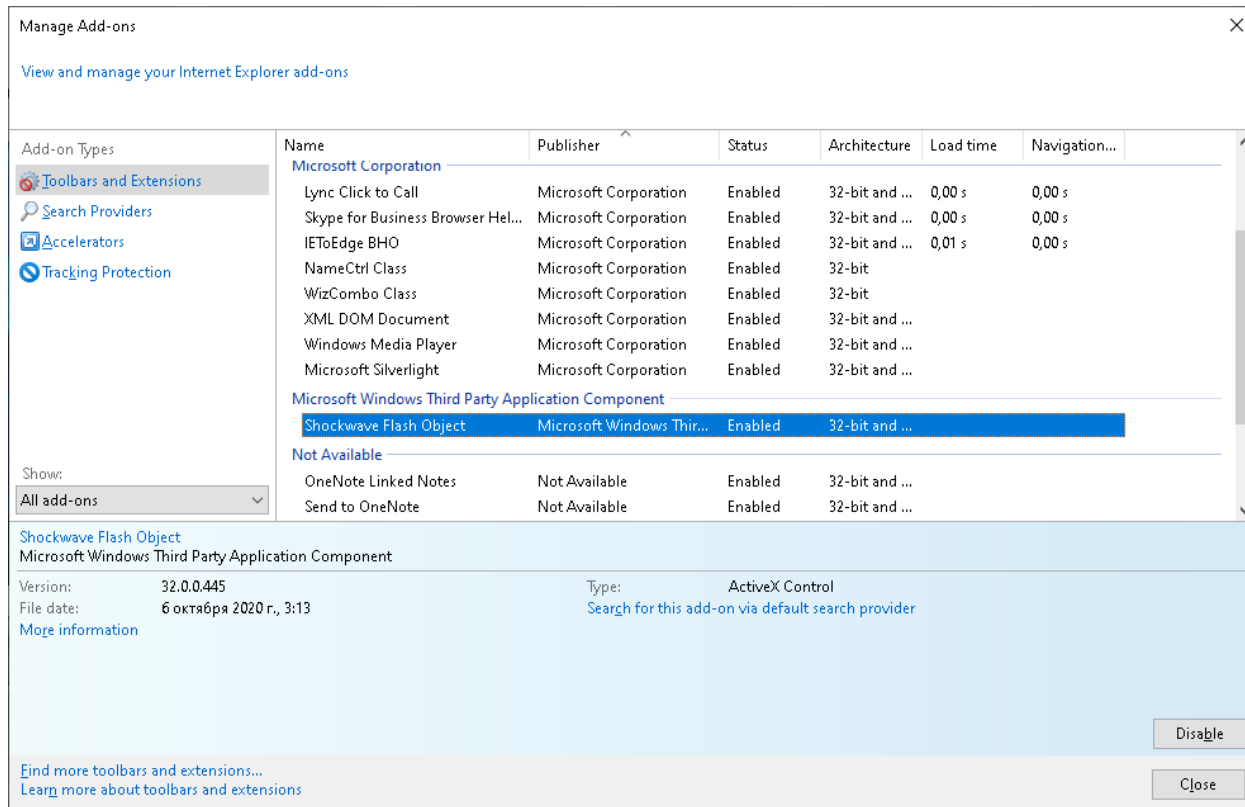 Manage Add-ons
View and manage your Internet Explorer add-ons
Add-on Types
Toolbars and Extensions
Search Providers
Accelerators
Tracking Protection
Show:
All add-ons
Name Publisher Status Architecture Load time Navigation...
Microsoft Corporation
Lync Click to Call Microsoft Corporation Enabled 32-bit and ... 0,00 s 0,00 s
Skype for Business Browser Hel... Microsoft Corporation Enabled 32-bit and ... 0,00 s 0,00 s
IEToEdge BHO Microsoft Corporation Enabled 32-bit and ... 0,01 s 0,00 s
NameCtrl Class Microsoft Corporation Enabled 32-bit
WizCombo Class Microsoft Corporation Enabled 32-bit
XML DOM Document Microsoft Corporation Enabled 32-bit and ...
Windows Media Player Microsoft Corporation Enabled 32-bit and ...
Microsoft Silverlight Microsoft Corporation Enabled 32-bit and ...
Microsoft Windows Third Party Application Component
Shockwave Flash Object Microsoft Windows Thir... Enabled 32-bit and ...
Not Available
OneNote Linked Notes Not Available Enabled 32-bit and ...
Send to OneNote Not Available Enabled 32-bit and ...
Shockwave Flash Object
Microsoft Windows Third Party Application Component
Version: 32.0.0.445 Type: ActiveX Control
File date: 6 октября 2020 г., 3:13 Search for this add-on via default search provider
More information
Disable
Find more toolbars and extensions...
Learn more about toolbars and extensions
Close